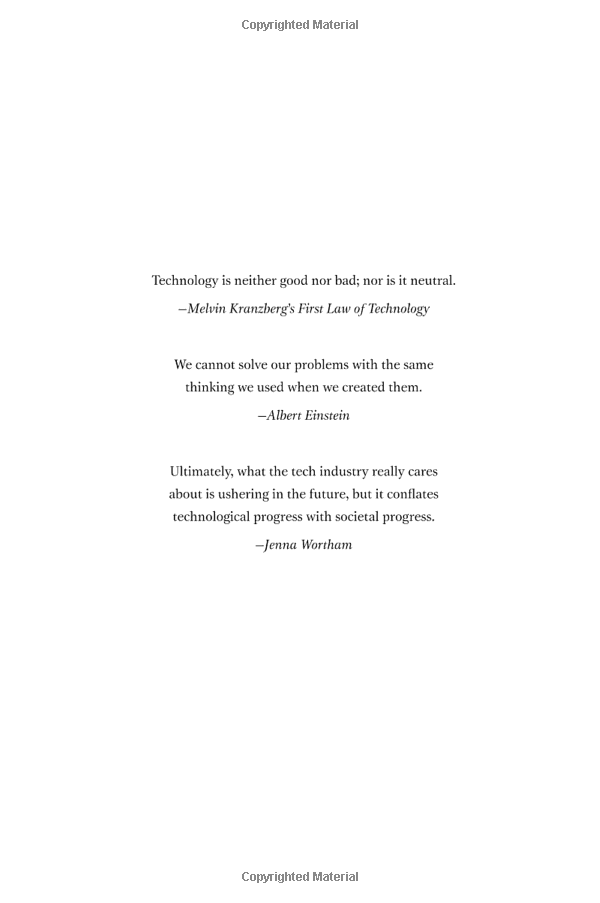 Copyrighted Material
Technology is neither good nor bad; nor is it neutral.
—Melvin Kranzberg's First Law of Technology
We cannot solve our problems with the same
thinking we used when we created them.
—Albert Einstein
Ultimately, what the tech industry really cares
about is ushering in the future, but it conflates
technological progress with societal progress.
—Jenna Wortham
Copyrighted Material